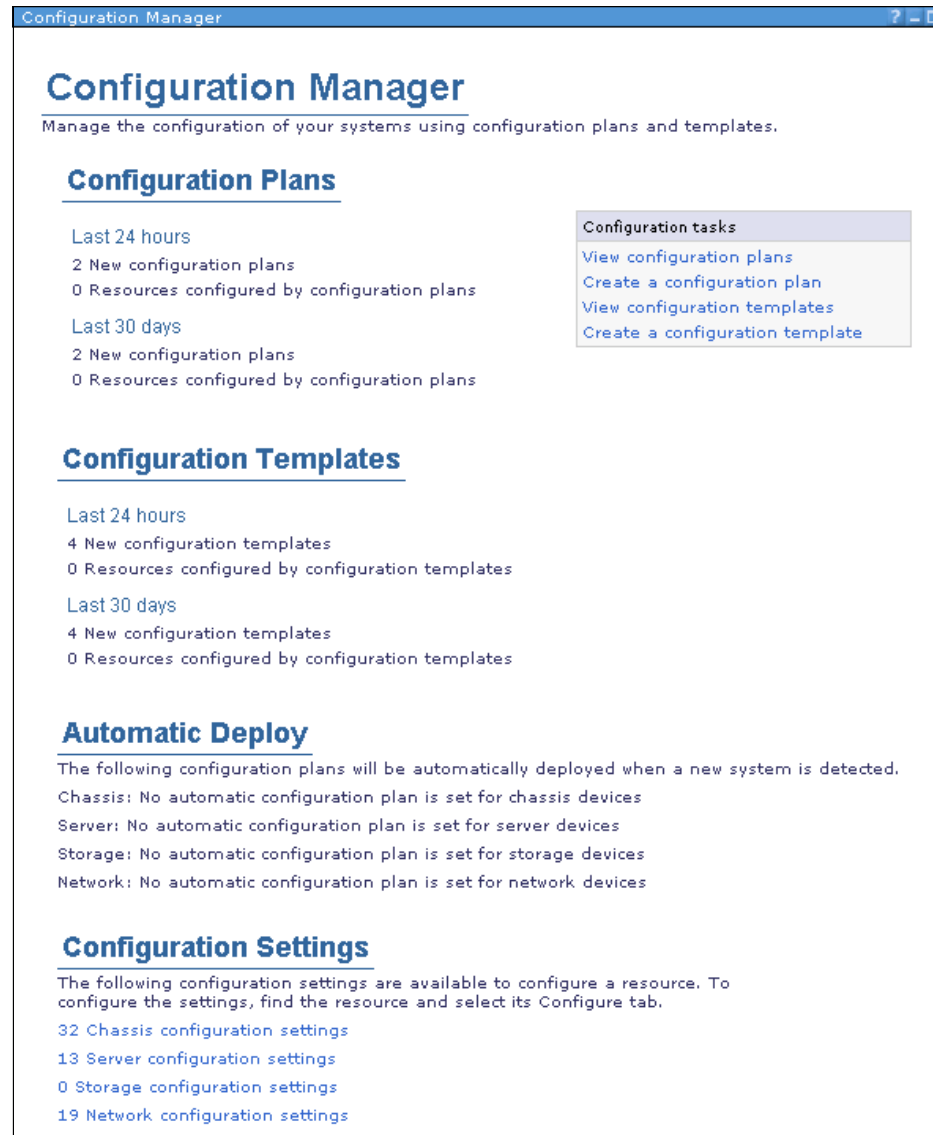 Configuration Manager
Configuration Manager
Manage the configuration of your systems using configuration plans and templates.
Configuration Plans
Last 24 hours
2 New configuration plans
0 Resources configured by configuration plans
Last 30 days
2 New configuration plans
0 Resources configured by configuration plans
Configuration tasks
View configuration plans
Create a configuration plan
View configuration templates
Create a configuration template
Configuration Templates
Last 24 hours
4 New configuration templates
0 Resources configured by configuration templates
Last 30 days
4 New configuration templates
0 Resources configured by configuration templates
Automatic Deploy
The following configuration plans will be automatically deployed when a new system is detected.
Chassis: No automatic configuration plan is set for chassis devices
Server: No automatic configuration plan is set for server devices
Storage: No automatic configuration plan is set for storage devices
Network: No automatic configuration plan is set for network devices
Configuration Settings
The following configuration settings are available to configure a resource. To
configure the settings, find the resource and select its Configure tab.
32 Chassis configuration settings
13 Server configuration settings
0 Storage configuration settings
19 Network configuration settings